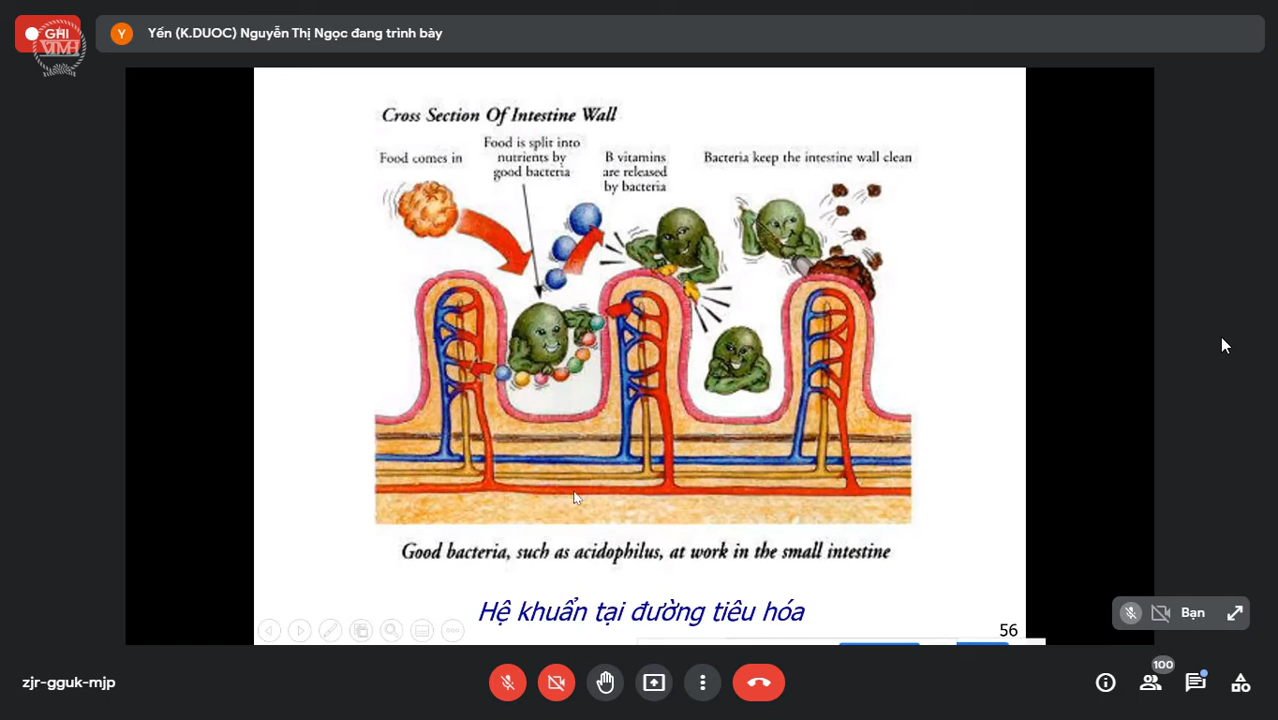 GHI
VTMH
Y
Yến (K.DUOC) Nguyễn Thị Ngọc đang trình bày
Cross Section Of Intestine Wall
Food comes in
Food is split into
nutrients by
good bacteria
B vitamins
are released
by bacteria
Bacteria keep the intestine wall clean
Good bacteria, such as acidophilus, at work in the small intestine
Hệ khuẩn tại đường tiêu hóa
56
Bạn
zjr-gguk-mjp
100